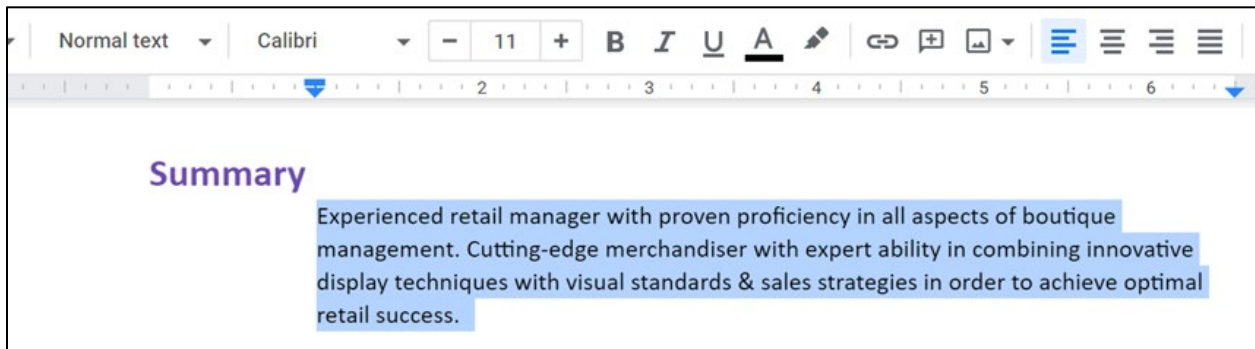 Normal text Calibri - 11 + B I U A
2 3 4 5 6
Summary
Experienced retail manager with proven proficiency in all aspects of boutique
management. Cutting-edge merchandiser with expert ability in combining innovative
display techniques with visual standards & sales strategies in order to achieve optimal
retail success.